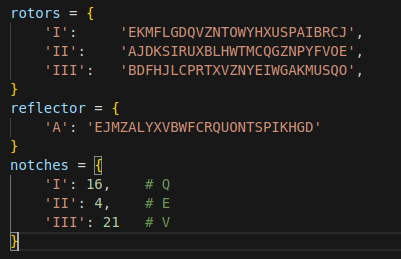 rotors = {
    'I':     'EKMFLGDQVZNTOWYHXUSPAIBRCJ',
    'II':    'AJDKSIRUXBLHWTMCQGZNPYFVOE',
    'III':   'BDFHJLCPRTXVZNYEIWGAKMUSQO',
}
reflector = {
    'A': 'EJMZALYXVBWFCRQUONTSPIKHGD'
}
notches = {
    'I': 16,    # Q
    'II': 4,    # E
    'III': 21   # V
}